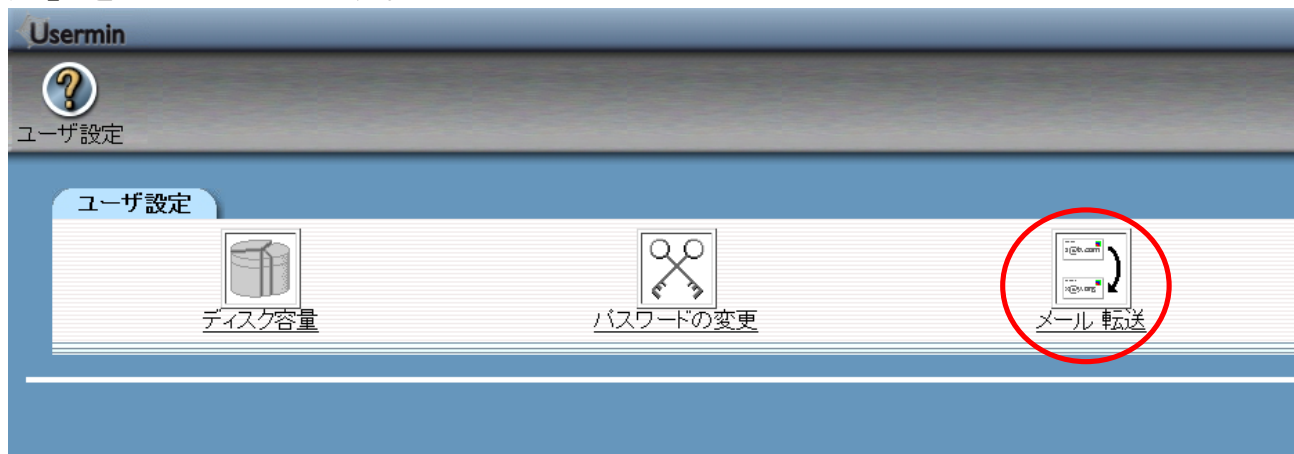 Usermin
ユーザ設定
ユーザ設定
ディスク容量
パスワードの変更
メール 転送